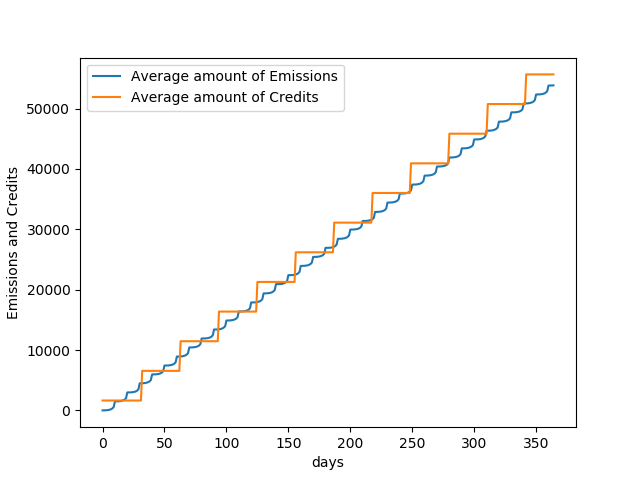 Average amount of Emissions
Average amount of Credits
Emissions and Credits
50000
40000
30000
20000
10000
0
0 50 100 150 200 250 300 350
days